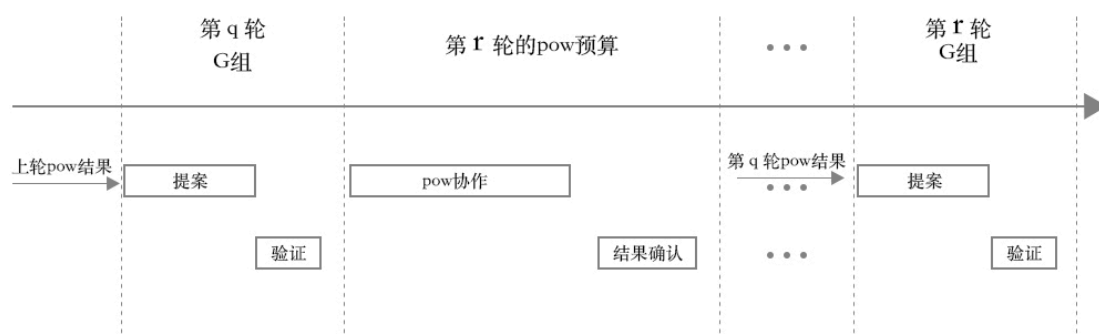 第 q 轮
G组
第 r 轮的pow预算
第 r 轮
G组
上轮pow结果
提案
pow协作
第 q 轮pow结果
提案
验证
结果确认
验证